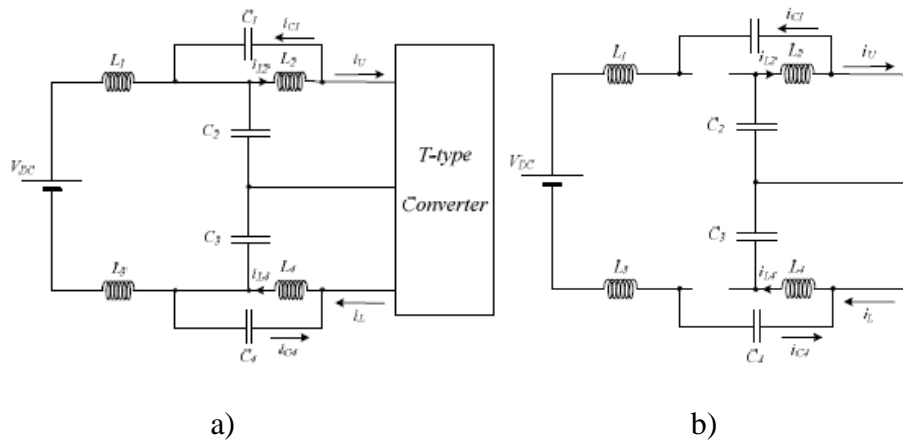 C1
iC1
L1
iL2
L2
iU
C2
VDC
T-type
Converter
C3
L3
iL4
L4
iL
C4
iC4
a)
C1
iC1
L1
iL2
L2
iU
C2
VDC
C3
L3
iL4
L4
iL
C4
iC4
b)